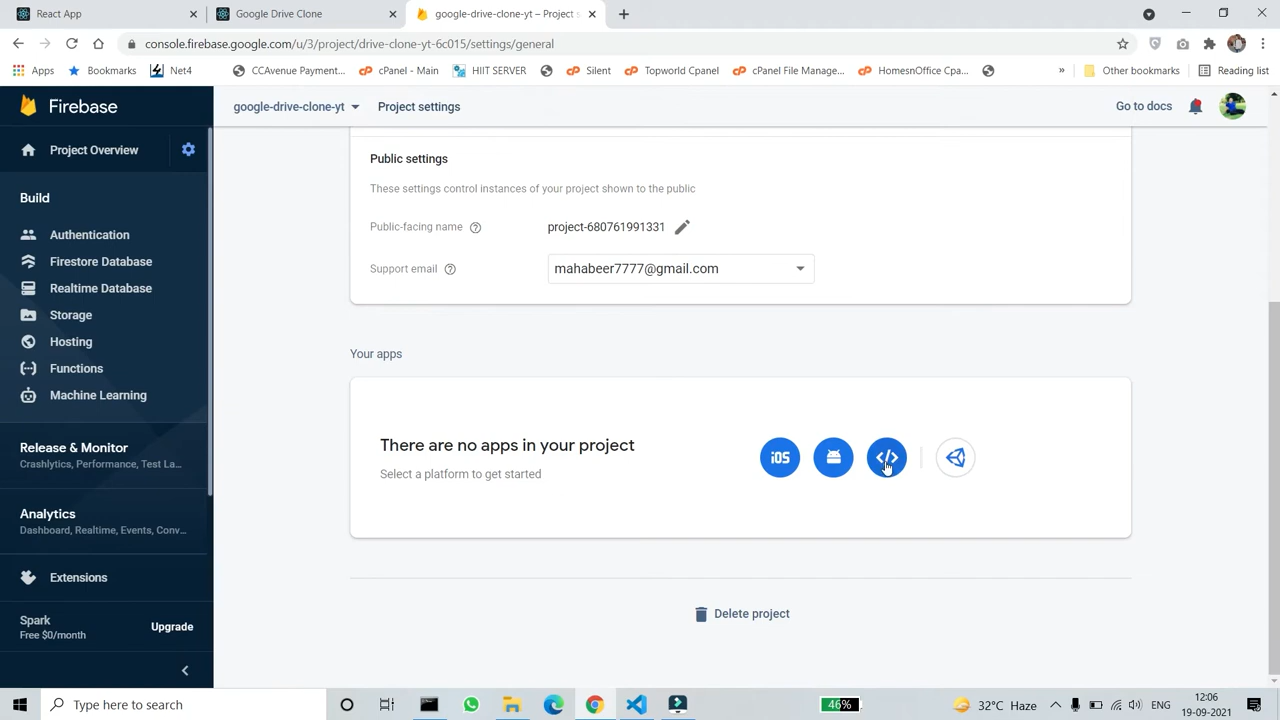 React App
Google Drive Clone
google-drive-clone-yt – Project s
console.firebase.google.com/u/3/project/drive-clone-yt-6c015/settings/general
Apps
Bookmarks
Net4
CCAvenue Payment...
cPanel - Main
HIIT SERVER
Silent
Topworld Cpanel
cPanel File Manage...
HomesnOffice Cpa...
»
Other bookmarks
Reading list
Firebase
google-drive-clone-yt
Project settings
Go to docs
Project Overview
Build
Authentication
Firestore Database
Realtime Database
Storage
Hosting
Functions
Machine Learning
Release & Monitor
Crashlytics, Performance, Test La...
Analytics
Dashboard, Realtime, Events, Conv...
Extensions
Spark
Free $0/month
Upgrade
Public settings
These settings control instances of your project shown to the public
Public-facing name
project-680761991331
Support email
mahabeer7777@gmail.com
Your apps
There are no apps in your project
Select a platform to get started
iOS
</>
Delete project
Type here to search
46%
32°C Haze
12:06
19-09-2021